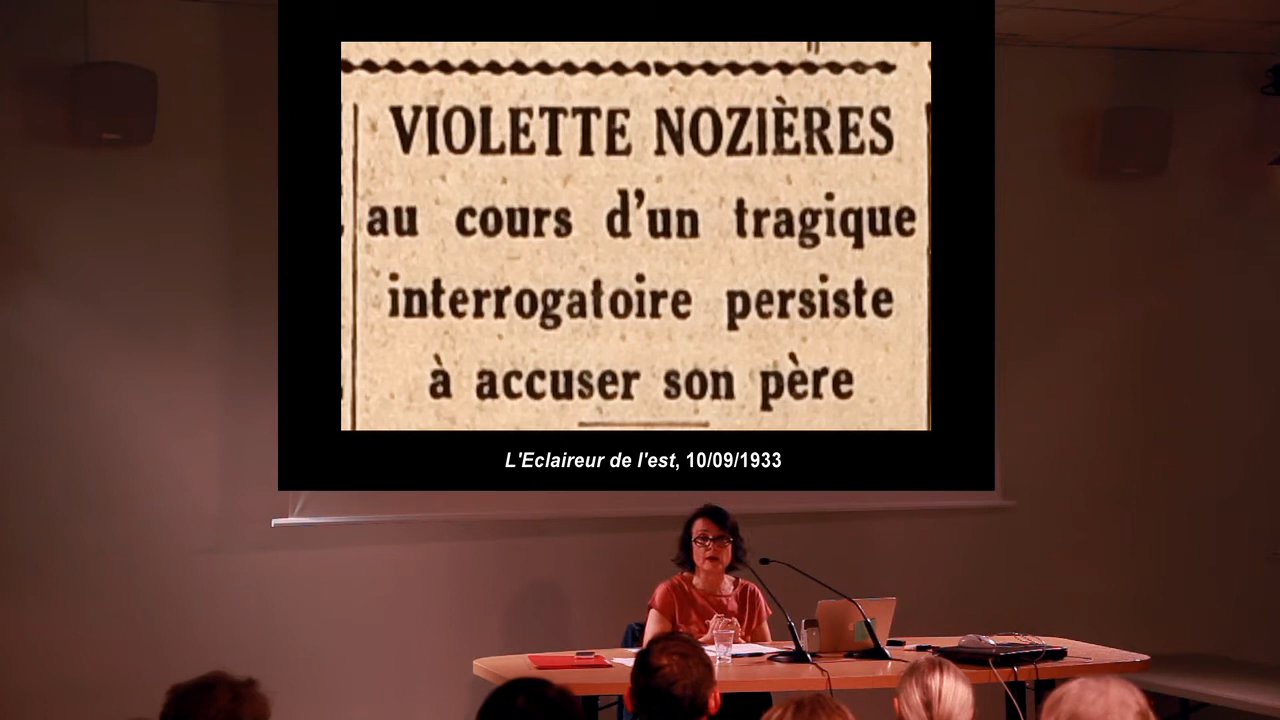 VIOLETTE NOZIÈRES
au cours d'un tragique
interrogatoire persiste
à accuser son père
L'Eclaireur de l'est, 10/09/1933